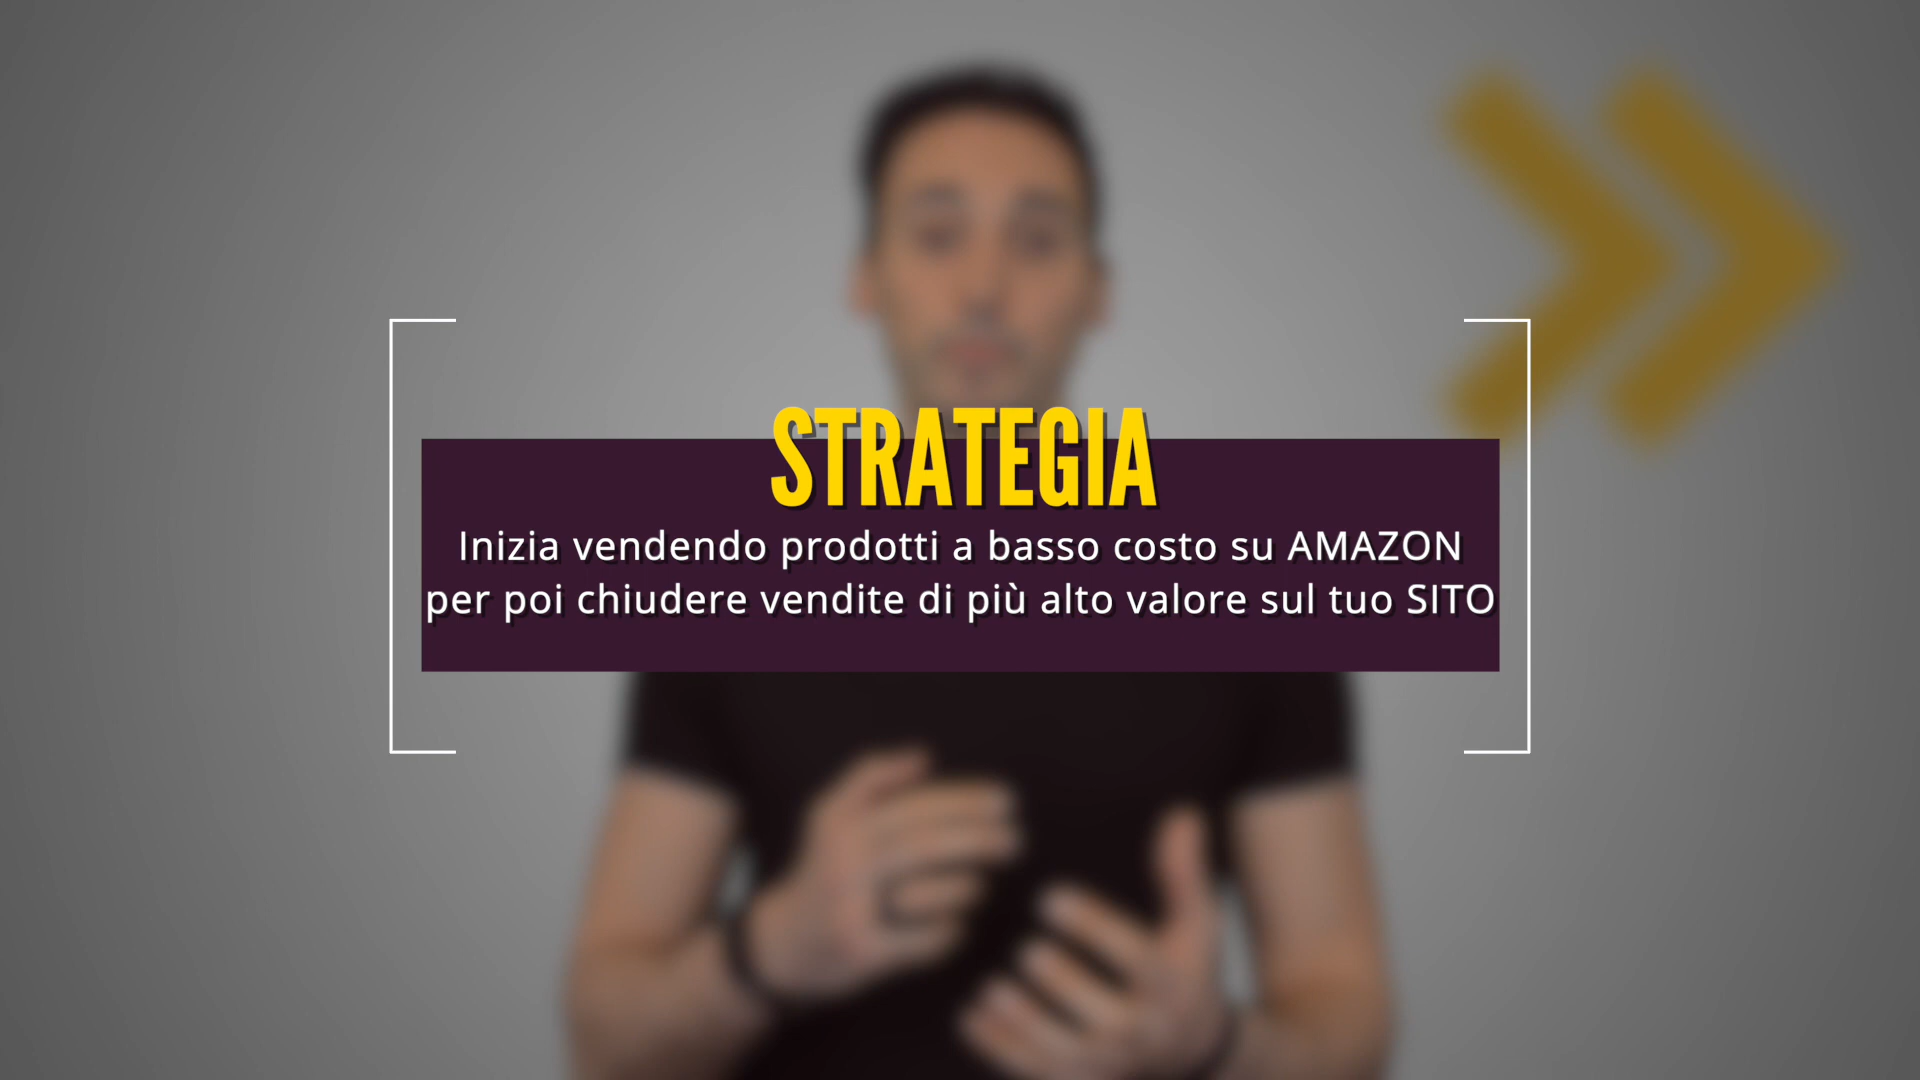 STRATEGIA
Inizia vendendo prodotti a basso costo su AMAZON
per poi chiudere vendite di più alto valore sul tuo SITO